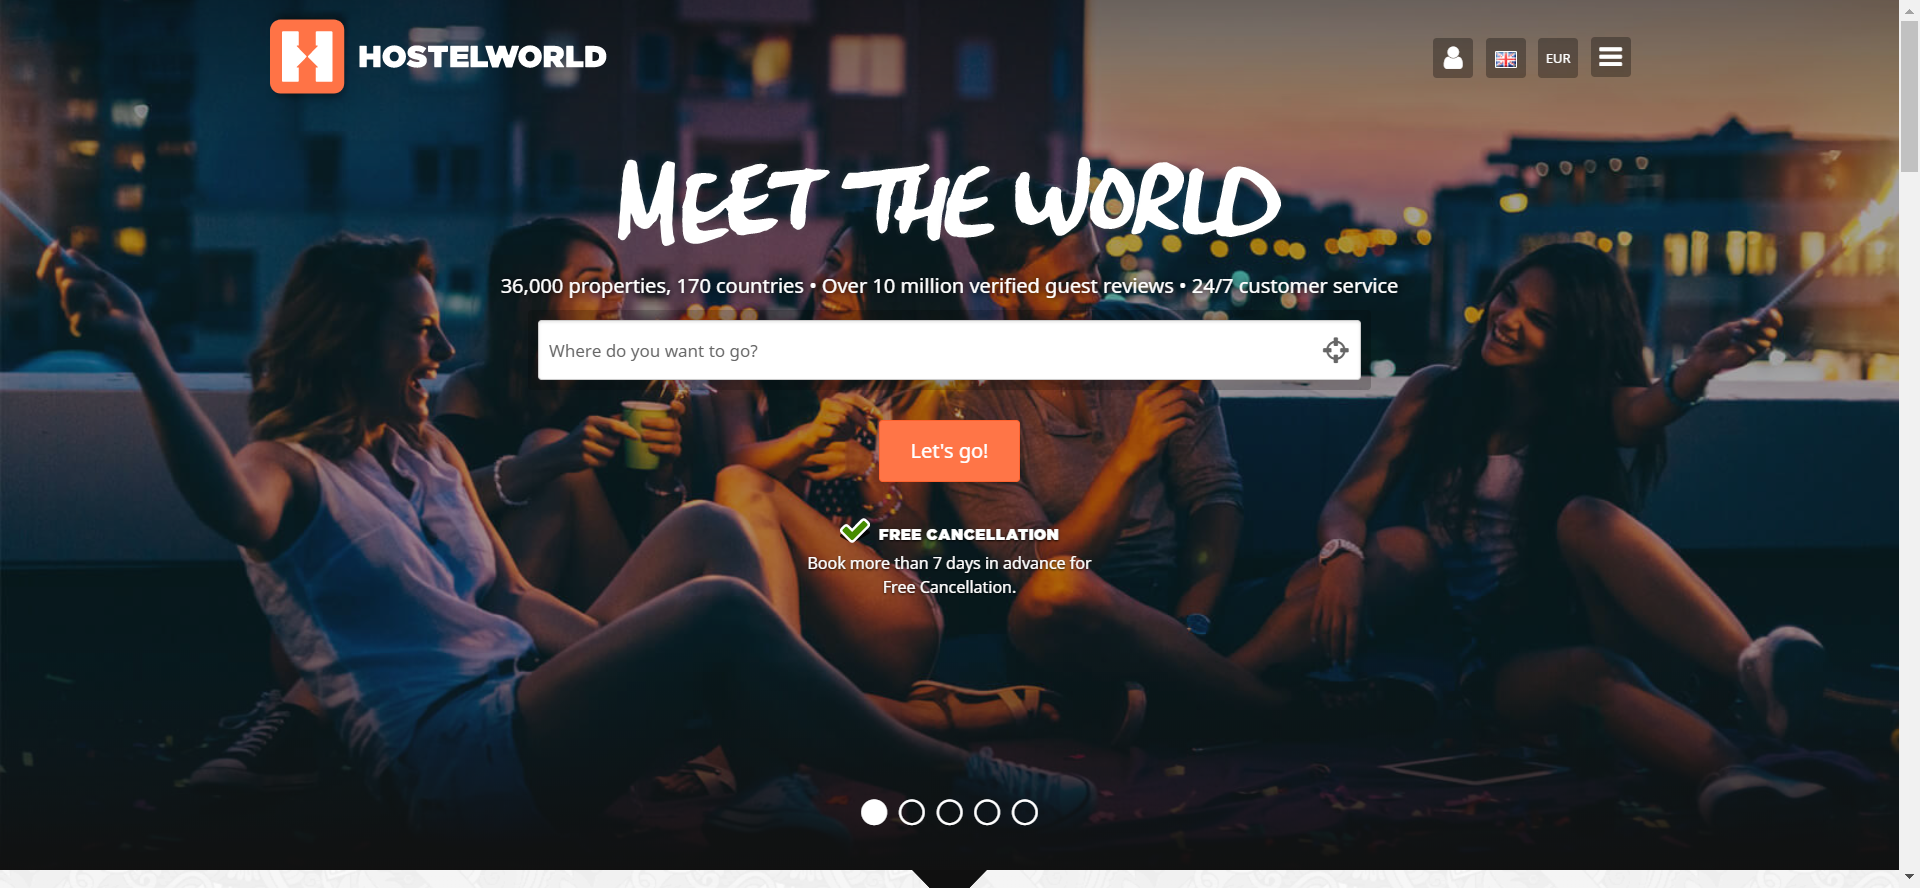 HOSTELWORLD
EUR
MEET THE WORLD
36,000 properties, 170 countries • Over 10 million verified guest reviews • 24/7 customer service
Where do you want to go?
Let's go!
FREE CANCELLATION
Book more than 7 days in advance for
Free Cancellation.